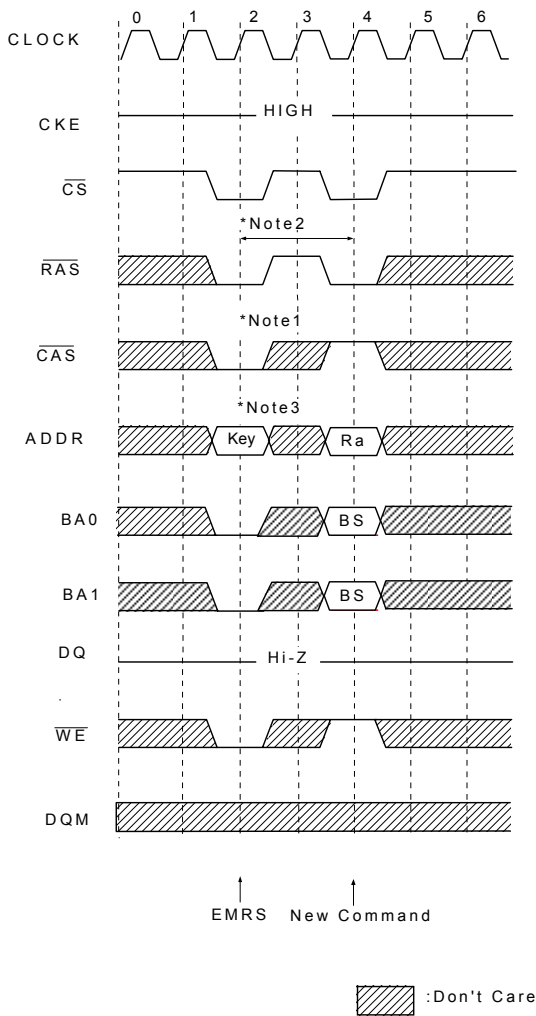 0 1 2 3 4 5 6
CLOCK
CKE HIGH
CS
*Note2
RAS
*Note1
CAS
*Note3
ADDR Key Ra
BA0 BS
BA1 BS
DQ Hi-Z
WE
DQM
EMRS New Command
:Don't Care